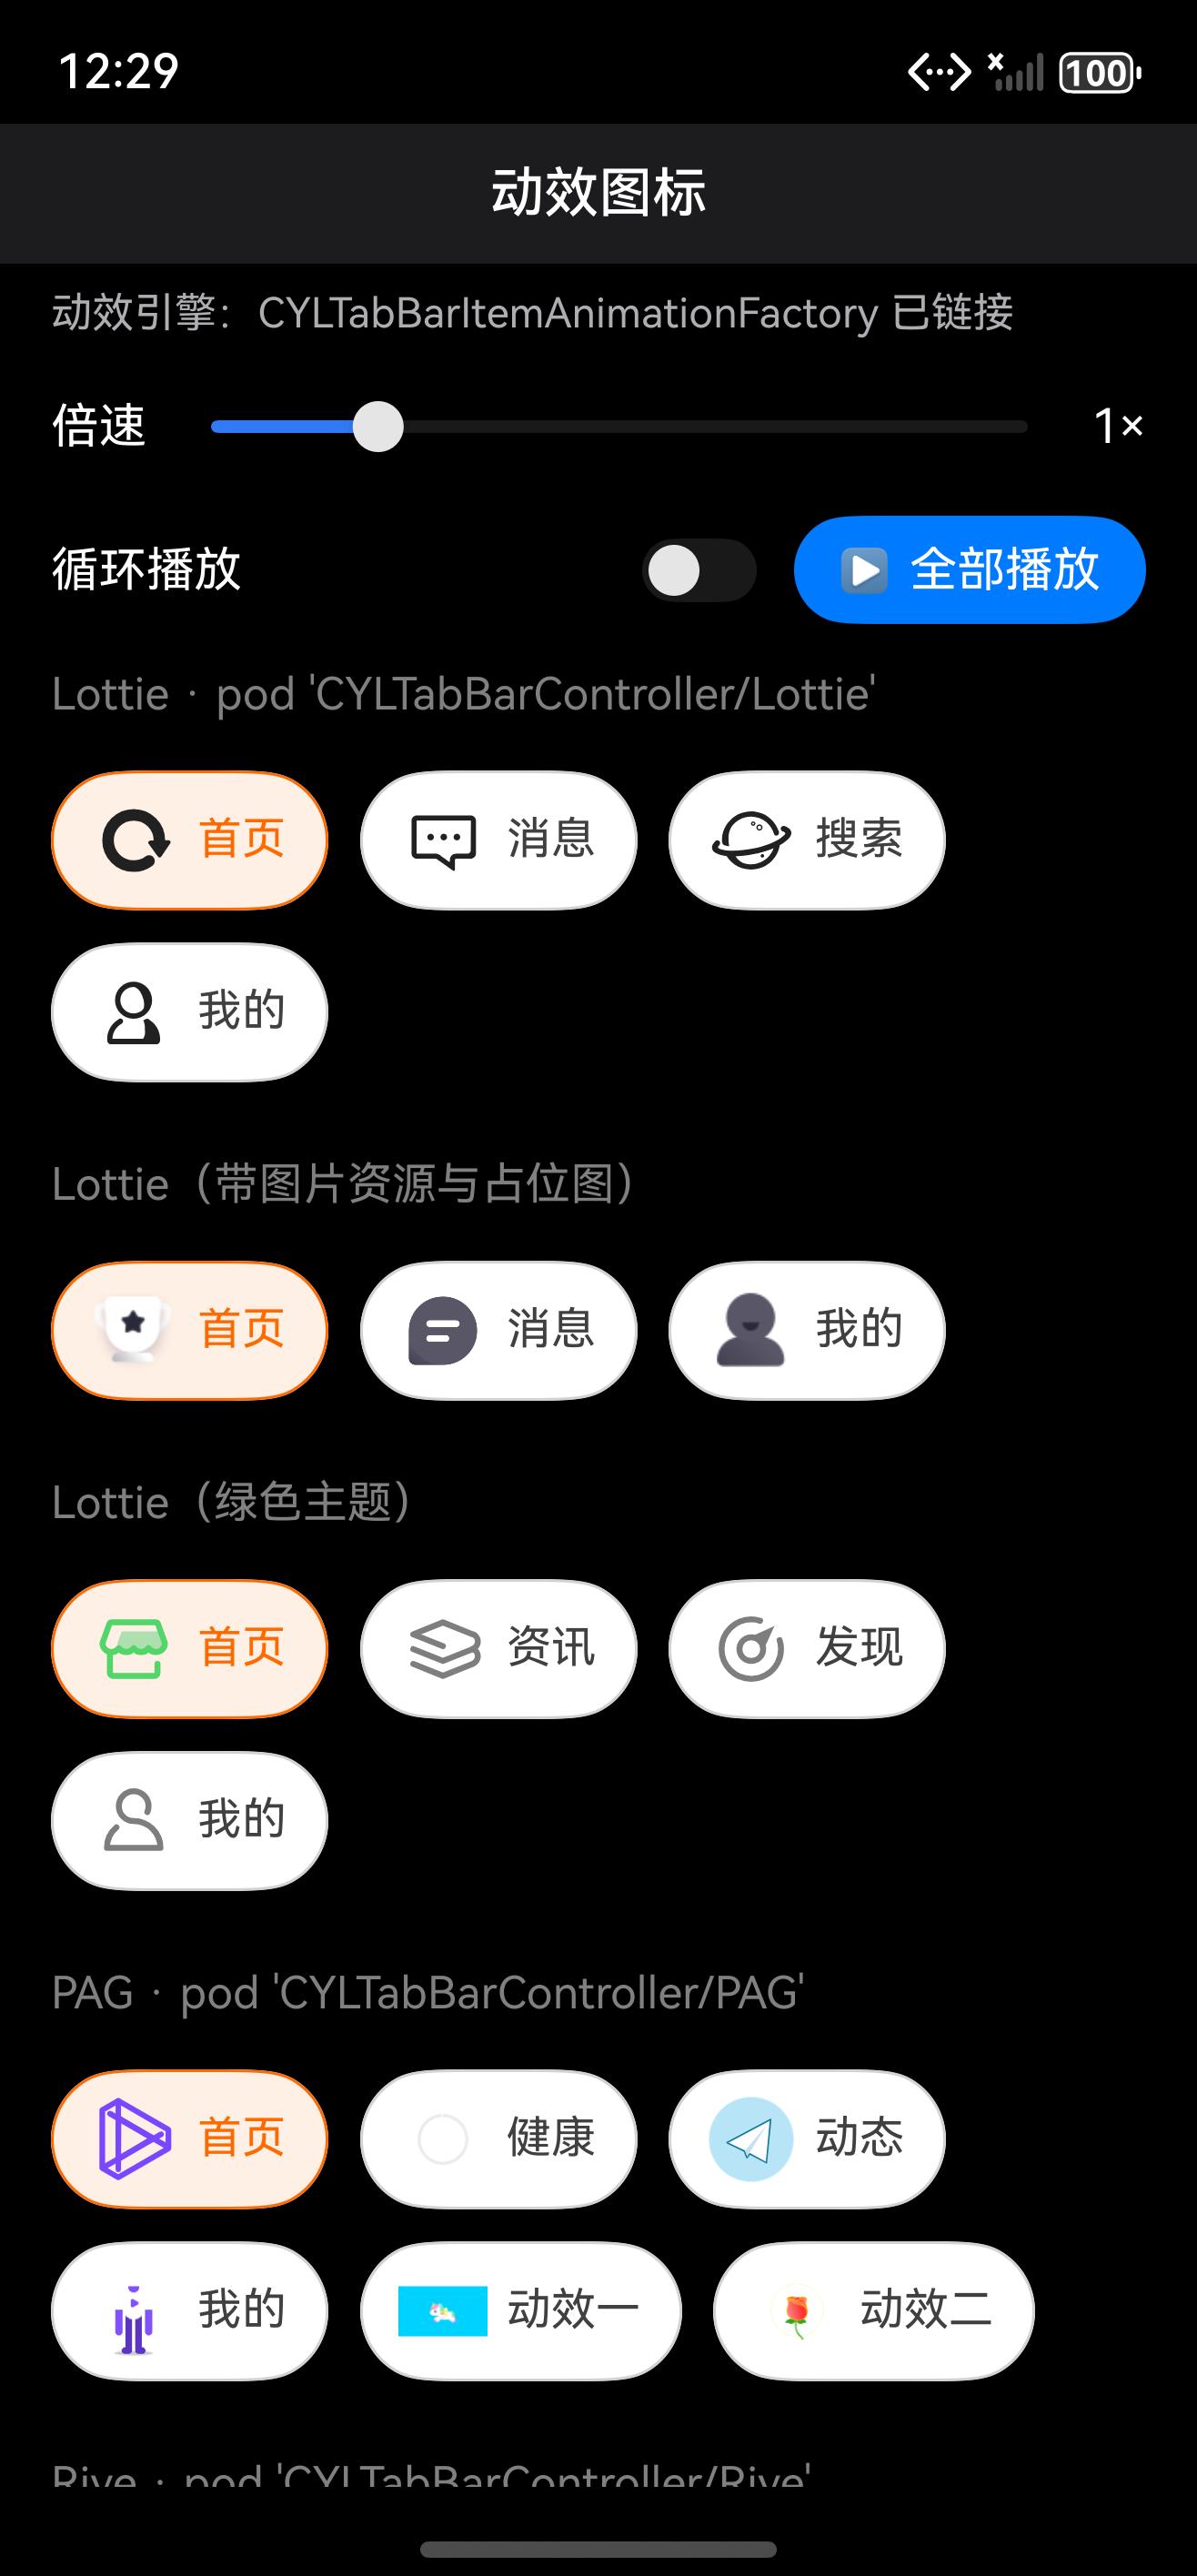 12:29
100
动效图标
动效引擎：CYLTabBarItemAnimationFactory 已链接
倍速 1×
循环播放 全部播放
Lottie · pod 'CYLTabBarController/Lottie'
首页 消息 搜索
我的
Lottie（带图片资源与占位图）
首页 消息 我的
Lottie（绿色主题）
首页 资讯 发现
我的
PAG · pod 'CYLTabBarController/PAG'
首页 健康 动态
我的 动效一 动效二
Rive · pod 'CYLTabBarController/Rive'